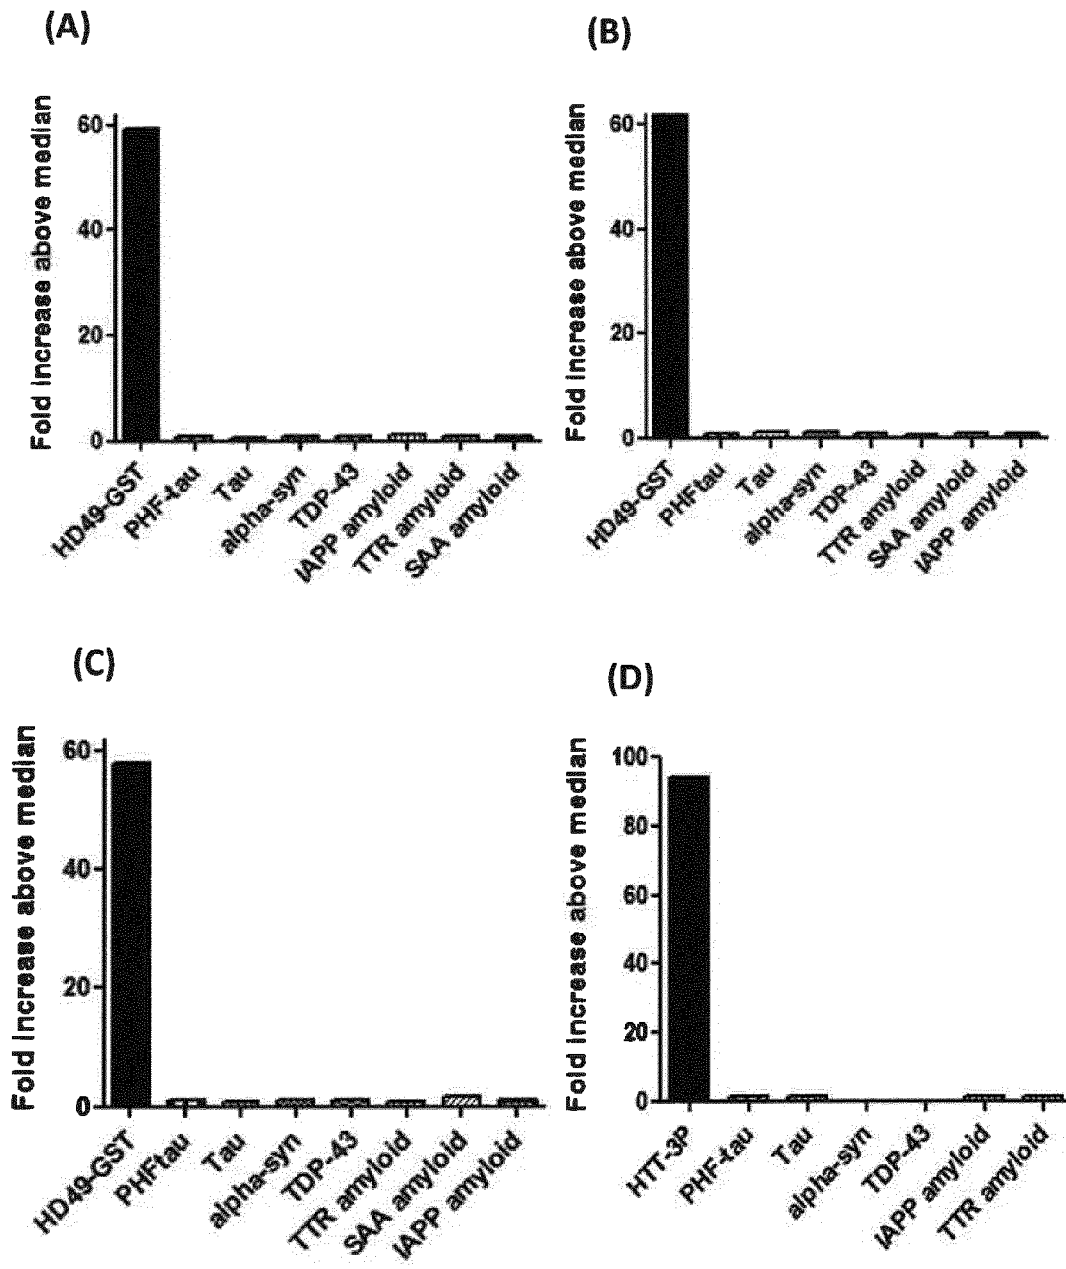 (A)
Fold increase above median
60
40
20
0
HD49-GST
PHF-tau
Tau
alpha-syn
TDP-43
IAPP amyloid
TTR amyloid
SAA amyloid
(B)
Fold increase above median
60
40
20
0
HD49-GST
PHFtau
Tau
alpha-syn
TDP-43
TTR amyloid
SAA amyloid
IAPP amyloid
(C)
Fold increase above median
60
40
20
0
HD49-GST
PHFtau
Tau
alpha-syn
TDP-43
TTR amyloid
SAA amyloid
IAPP amyloid
(D)
Fold increase above median
100
80
60
40
20
0
HTT-3P
PHF-tau
Tau
alpha-syn
TDP-43
IAPP amyloid
TTR amyloid